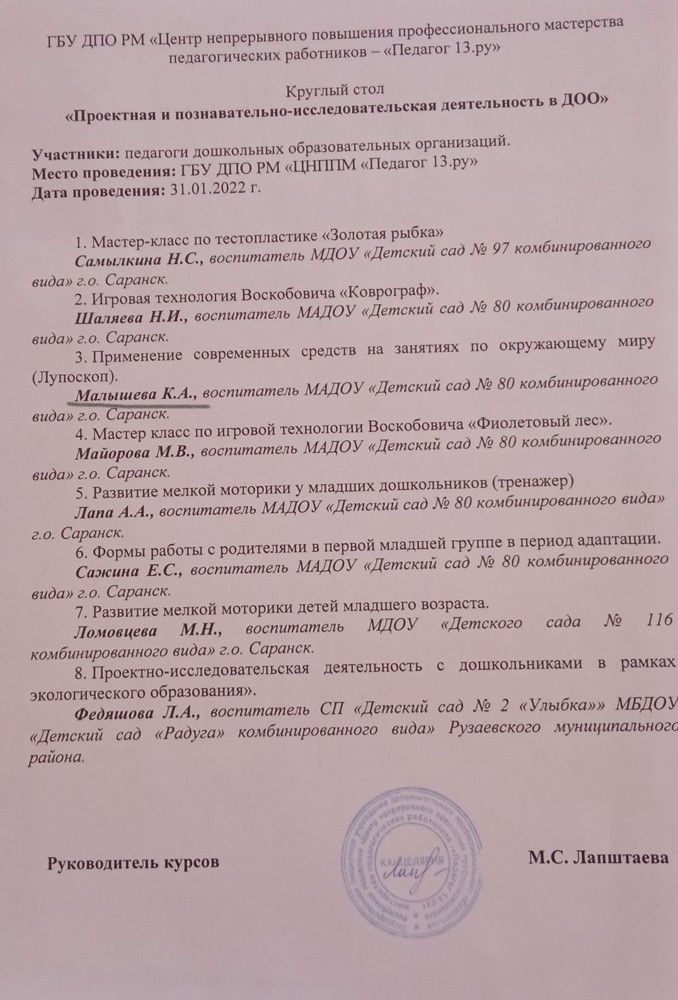 ГБУ ДПО РМ «Центр непрерывного повышения профессионального мастерства
педагогических работников – «Педагог 13.ру»
Круглый стол
«Проектная и познавательно-исследовательская деятельность в ДОО»
Участники: педагоги дошкольных образовательных организаций.
Место проведения: ГБУ ДПО РМ «ЦНППМ «Педагог 13.ру»
Дата проведения: 31.01.2022 г.
1. Мастер-класс по тестопластике «Золотая рыбка»
Самылкина Н.С., воспитатель МДОУ «Детский сад № 97 комбинированного
вида» г.о. Саранск.
2. Игровая технология Воскобовича «Коврограф».
Шаляева Н.И., воспитатель МАДОУ «Детский сад № 80 комбинированного
вида» г.о. Саранск.
3. Применение современных средств на занятиях по окружающему миру
(Лупоскоп).
Малышева К.А., воспитатель МАДОУ «Детский сад № 80 комбинированного
вида» г.о. Саранск.
4. Мастер класс по игровой технологии Воскобовича «Фиолетовый лес».
Майорова М.В., воспитатель МАДОУ «Детский сад № 80 комбинированного
вида» г.о. Саранск.
5. Развитие мелкой моторики у младших дошкольников (тренажер)
Лапа А.А., воспитатель МАДОУ «Детский сад № 80 комбинированного вида»
г.о. Саранск.
6. Формы работы с родителями в первой младшей группе в период адаптации.
Сажина Е.С., воспитатель МАДОУ «Детский сад № 80 комбинированного
вида» г.о. Саранск.
7. Развитие мелкой моторики детей младшего возраста.
Ломовцева М.Н., воспитатель МДОУ «Детского сада № 116
комбинированного вида» г.о. Саранск.
8. Проектно-исследовательская деятельность с дошкольниками в рамках
экологического образования».
Федяшова Л.А., воспитатель СП «Детский сад № 2 «Улыбка»» МБДОУ
«Детский сад «Радуга» комбинированного вида» Рузаевского муниципального
района.
Руководитель курсов
КАНЦЕЛЯРИЯ
М.С. Лапштаева